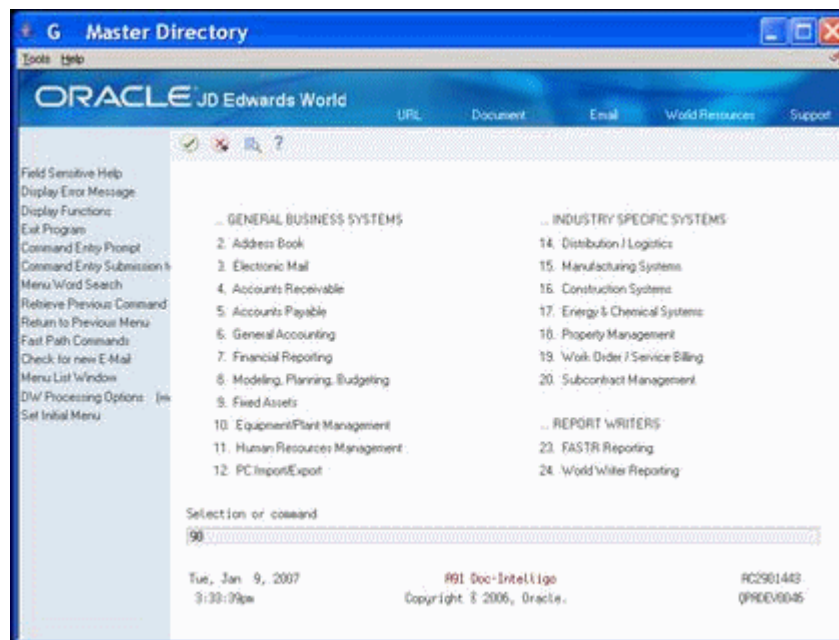 G Master Directory
Tools Help
ORACLE JD Edwards World
URL Document Email World Resources Support
?
Field Sensitive Help
Display Error Message
Display Functions
Exit Program
Command Entry Prompt
Command Entry Submission
Menu Word Search
Retrieve Previous Command
Return to Previous Menu
Fast Path Commands
Check for new E-Mail
Menu List Window
DW Processing Options
Set Initial Menu
... GENERAL BUSINESS SYSTEMS
2. Address Book
3. Electronic Mail
4. Accounts Receivable
5. Accounts Payable
6. General Accounting
7. Financial Reporting
8. Modeling, Planning, Budgeting
9. Fixed Assets
10. Equipment/Plant Management
11. Human Resources Management
12. PC Import/Export
... INDUSTRY SPECIFIC SYSTEMS
14. Distribution / Logistics
15. Manufacturing Systems
16. Construction Systems
17. Energy & Chemical Systems
18. Property Management
19. Work Order / Service Billing
20. Subcontract Management
... REPORT WRITERS
23. FASTR Reporting
24. World Writer Reporting
Selection or command
90
Tue, Jan 9, 2007 A91 Doc-Intelligo
3:33:39pm Copyright 2006, Oracle.